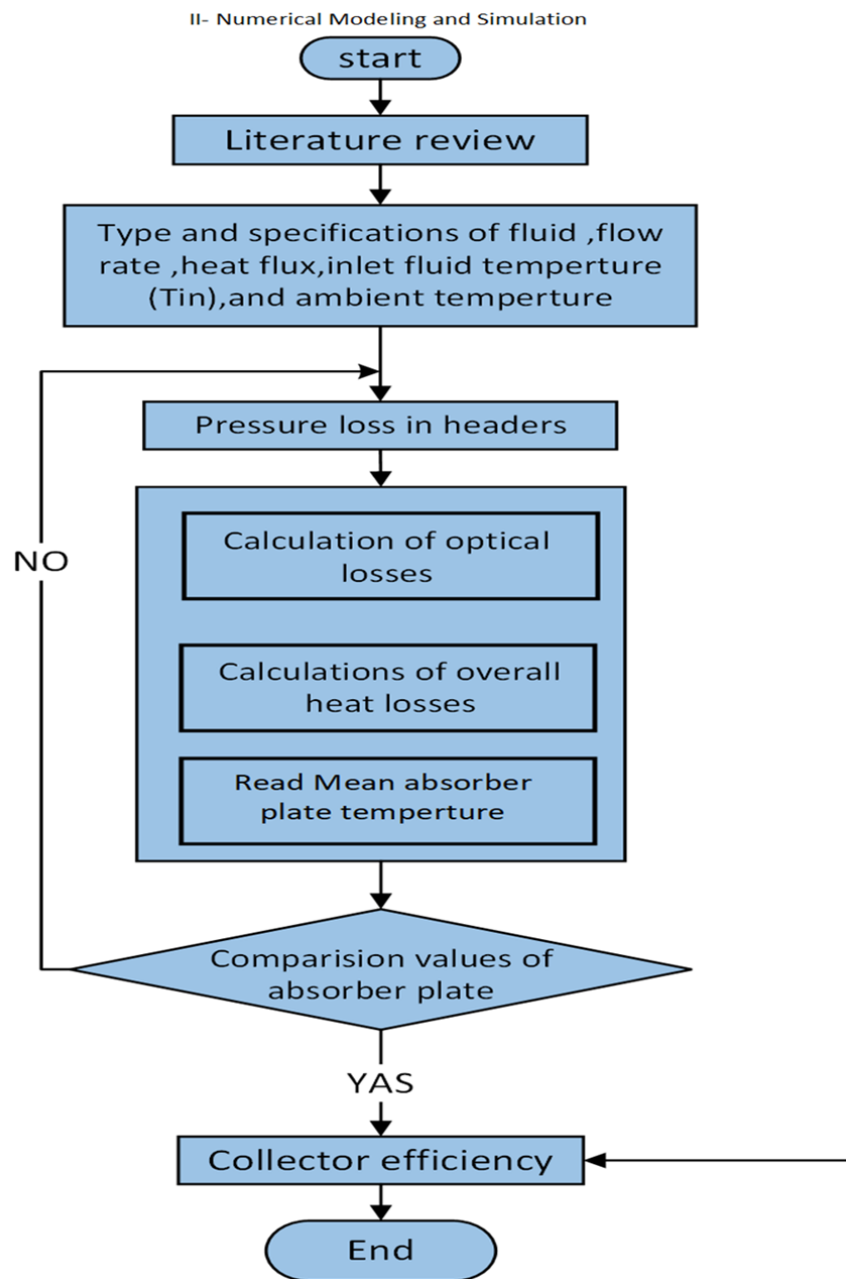 II- Numerical Modeling and Simulation
start
Literature review
Type and specifications of fluid ,flow
rate ,heat flux,inlet fluid temperture
(Tin),and ambient temperture
Pressure loss in headers
Calculation of optical
losses
NO
Calculations of overall
heat losses
Read Mean absorber
plate temperture
Comparision values of
absorber plate
YAS
Collector efficiency
End